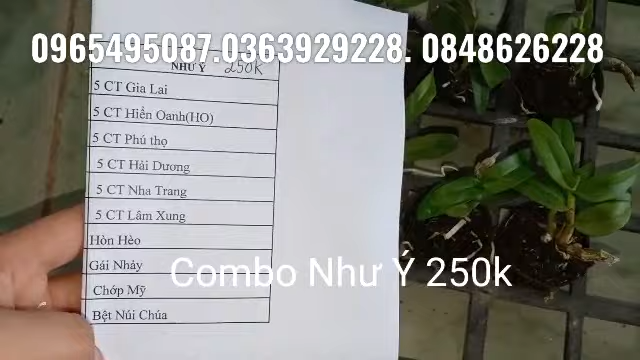 0965495087.0363929228. 0848626228
NHƯ Ý 250K
5 CT Gia Lai
5 CT Hiển Oanh(HO)
5 CT Phú thọ
5 CT Hải Dương
5 CT Nha Trang
5 CT Lâm Xung
Hòn Hèo
Gái Nhảy
Combo Như Ý 250k
Chớp Mỹ
Bệt Núi Chúa